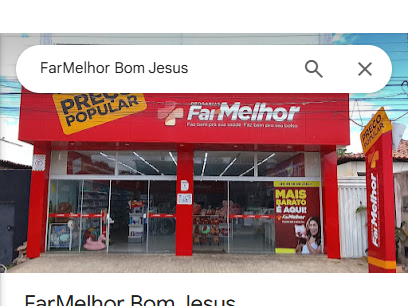 FarMelhor Bom Jesus
PREÇO
POPULAR
DROGARIAS
FarMelhor
Faz bem pra sua saúde. Faz bem pro seu bolso
PREÇO
POPULAR
FarMelhor
MAIS
BARATO
É AQUI!
FarMelhor
FarMelhor Bom Jesus